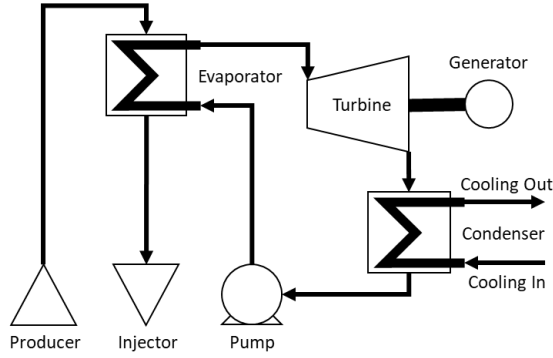 Generator
Evaporator
Turbine
Cooling Out
Condenser
Cooling In
Producer
Injector
Pump